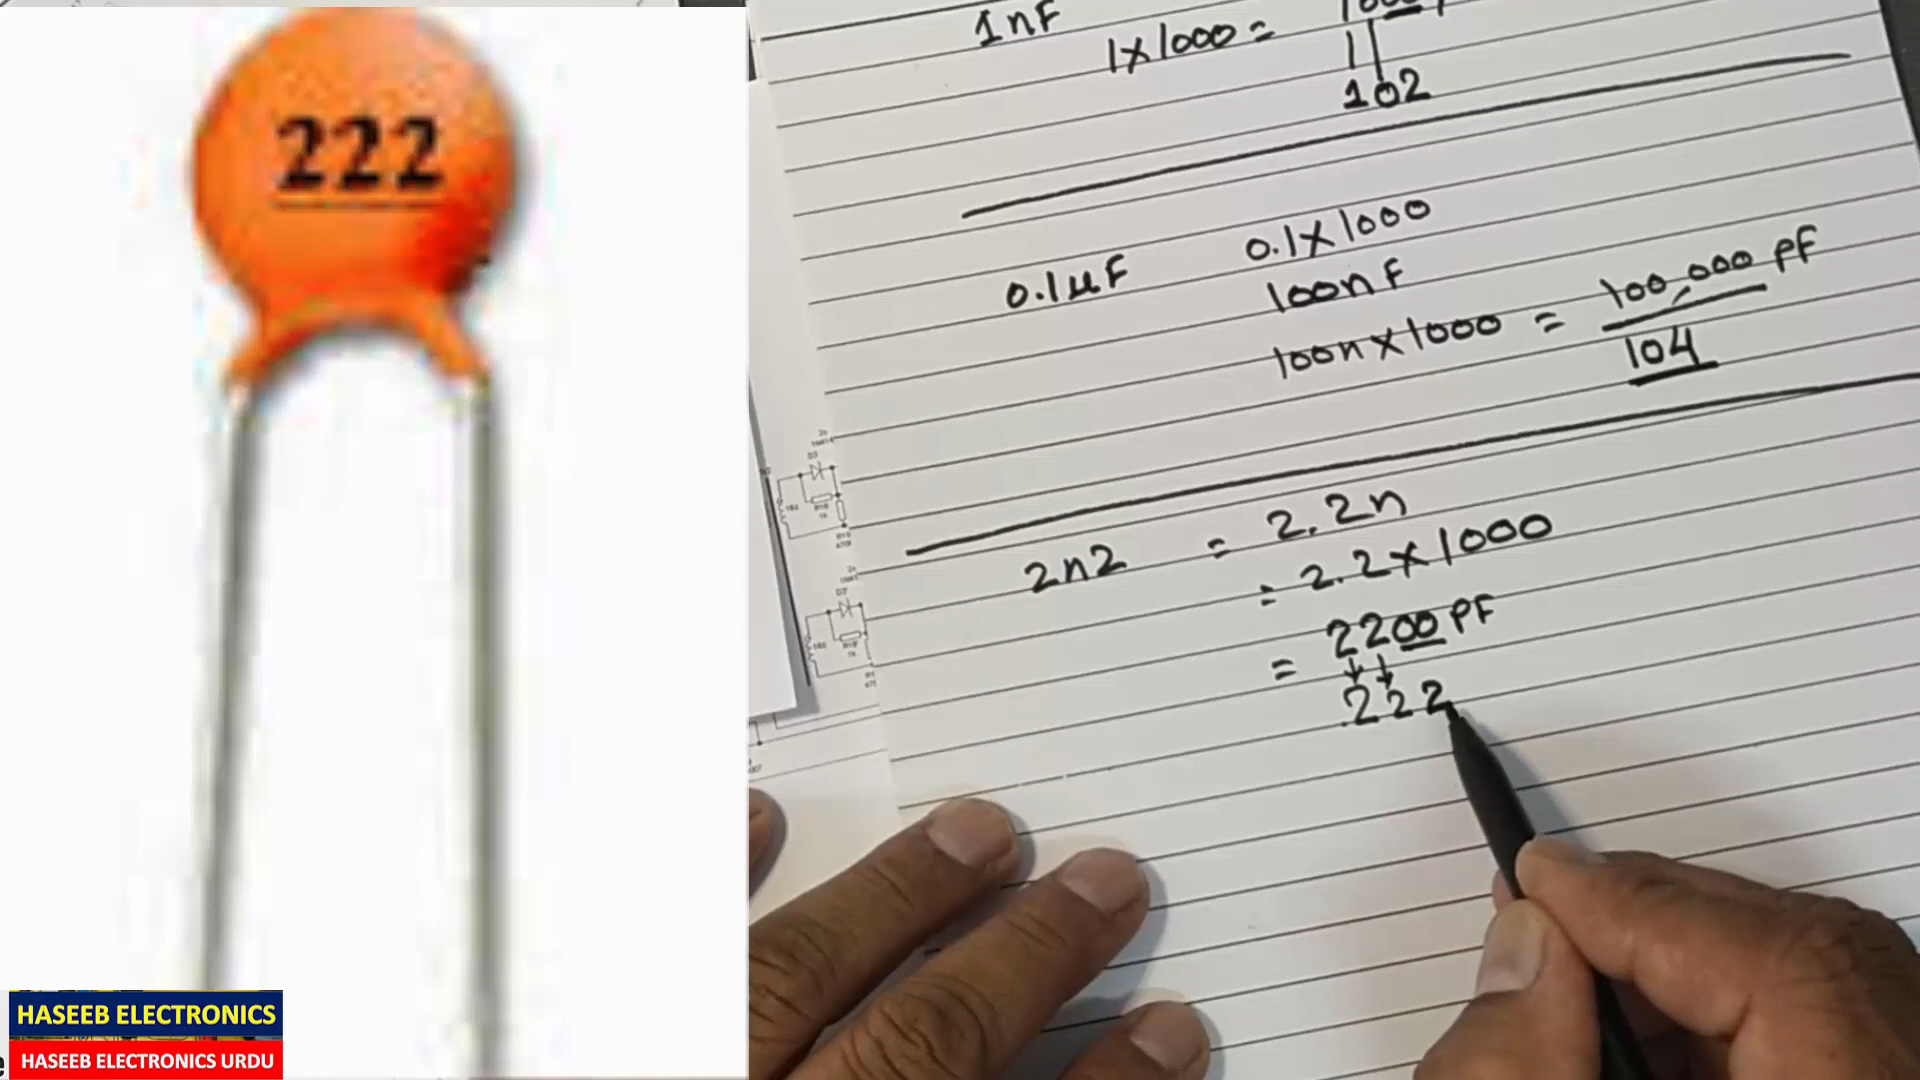 222
1nF
1x1000=
102
0.1µF
0.1x1000
100nF
100nx1000 = 100,000 PF
104
2n2 = 2.2n
= 2.2x1000
= 2200 PF
222
HASEEB ELECTRONICS
HASEEB ELECTRONICS URDU